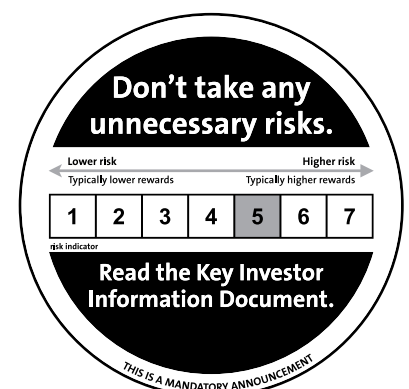 Don't take any
unnecessary risks.
Lower risk Higher risk
Typically lower rewards Typically higher rewards
1 2 3 4 5 6 7
risk indicator
Read the Key Investor
Information Document.
THIS IS A MANDATORY ANNOUNCEMENT